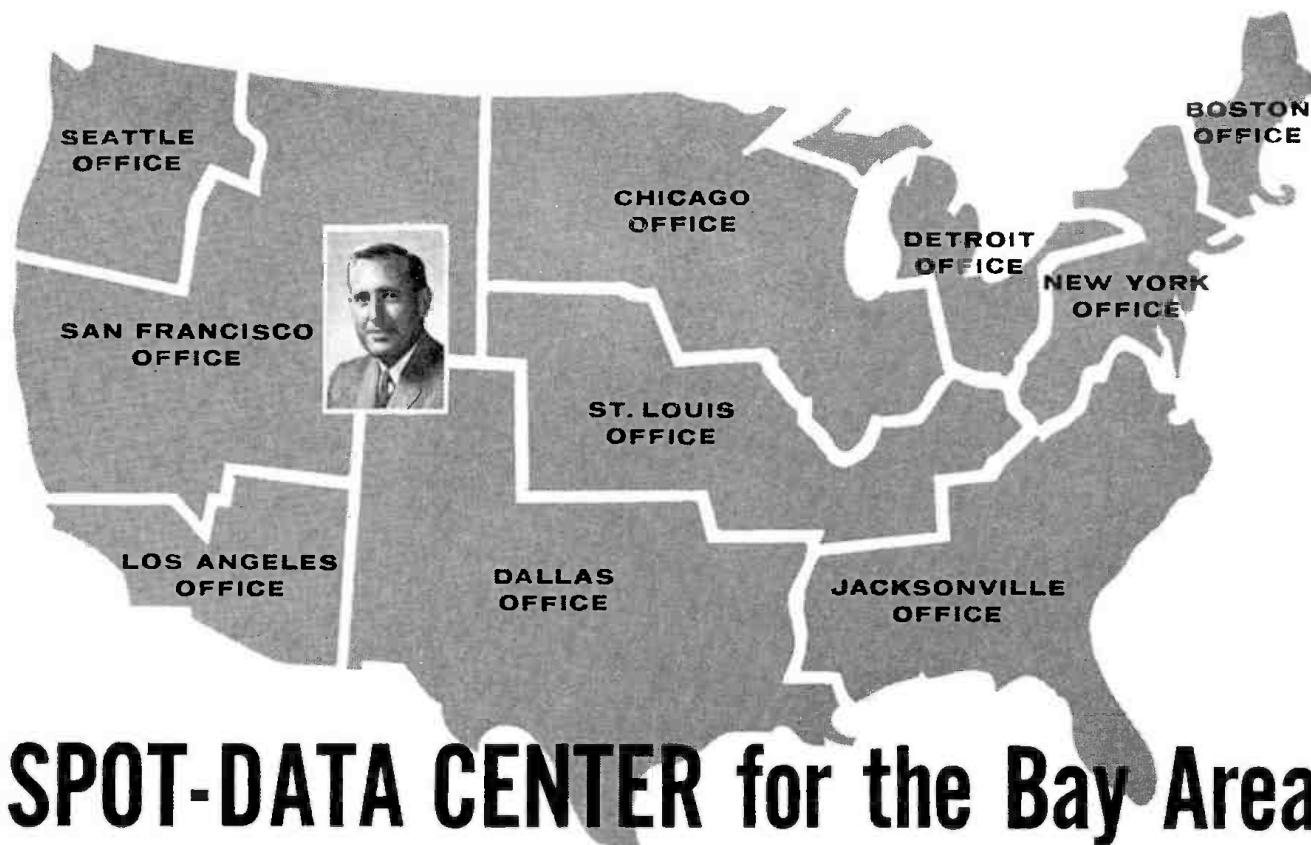 SEATTLE
OFFICE
BOSTON
OFFICE
CHICAGO
OFFICE
DETROIT
OFFICE
NEW YORK
OFFICE
SAN FRANCISCO
OFFICE
ST. LOUIS
OFFICE
LOS ANGELES
OFFICE
DALLAS
OFFICE
JACKSONVILLE
OFFICE
SPOT-DATA CENTER for the Bay Area